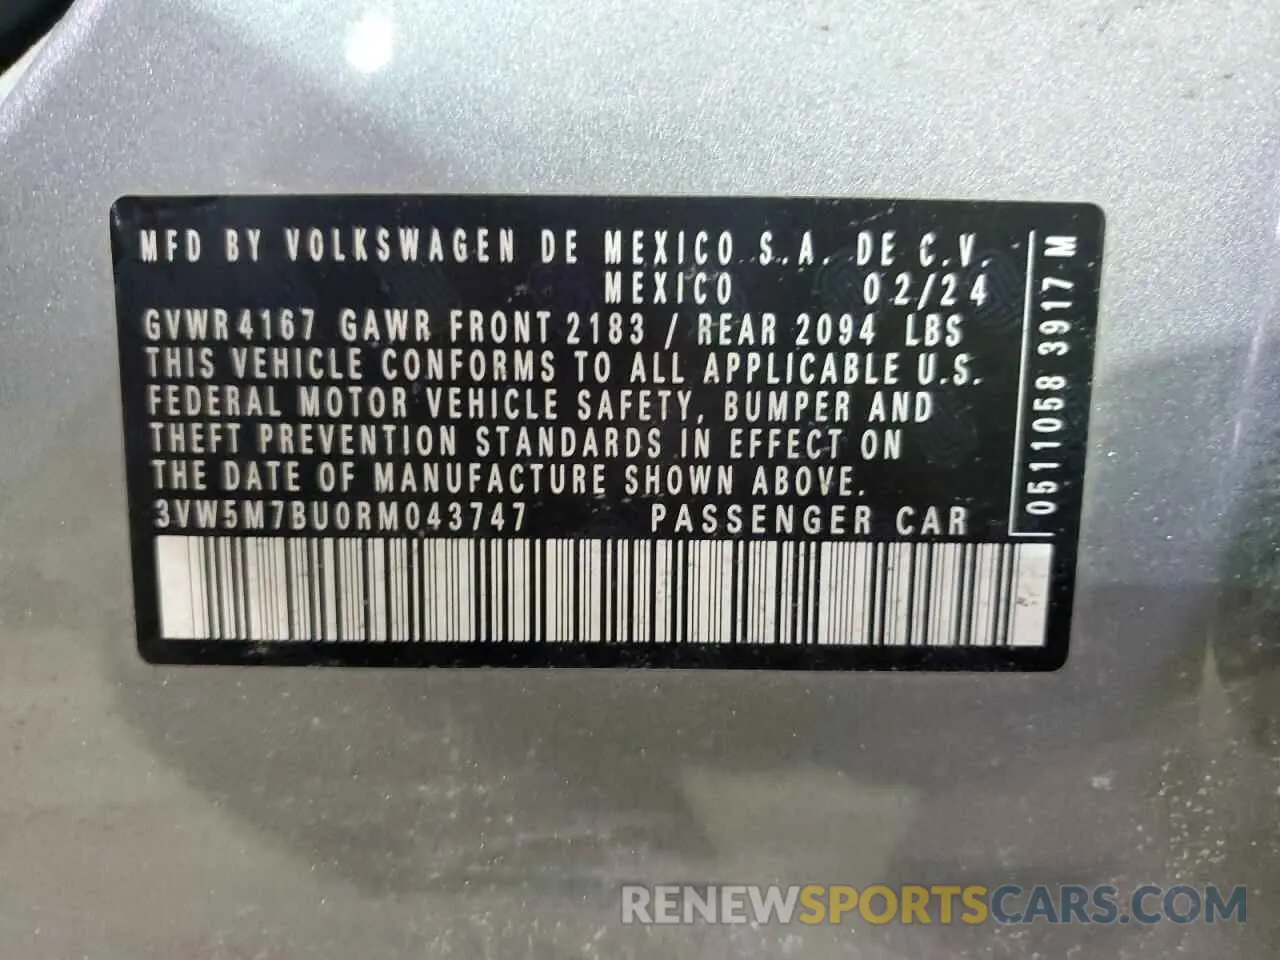 MFD BY VOLKSWAGEN DE MEXICO S.A. DE C.V.
MEXICO 02/24
GVWR 4167 GAWR FRONT 2183 / REAR 2094 LBS
THIS VEHICLE CONFORMS TO ALL APPLICABLE U.S.
FEDERAL MOTOR VEHICLE SAFETY, BUMPER AND
THEFT PREVENTION STANDARDS IN EFFECT ON
THE DATE OF MANUFACTURE SHOWN ABOVE.
3VW5M7BU0RM043747 PASSENGER CAR
0511058 3917 M
RENEWSPORTSCARS.COM